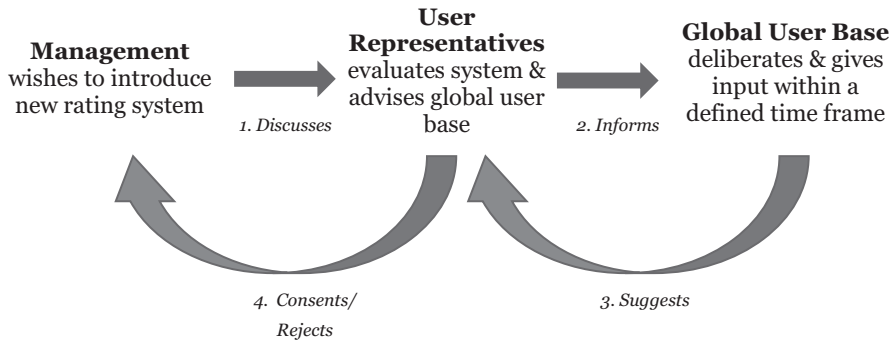 Management
wishes to introduce
new rating system
1. Discusses
User
Representatives
evaluates system &
advises global user
base
2. Informs
Global User Base
deliberates & gives
input within a
defined time frame
3. Suggests
4. Consents/
Rejects